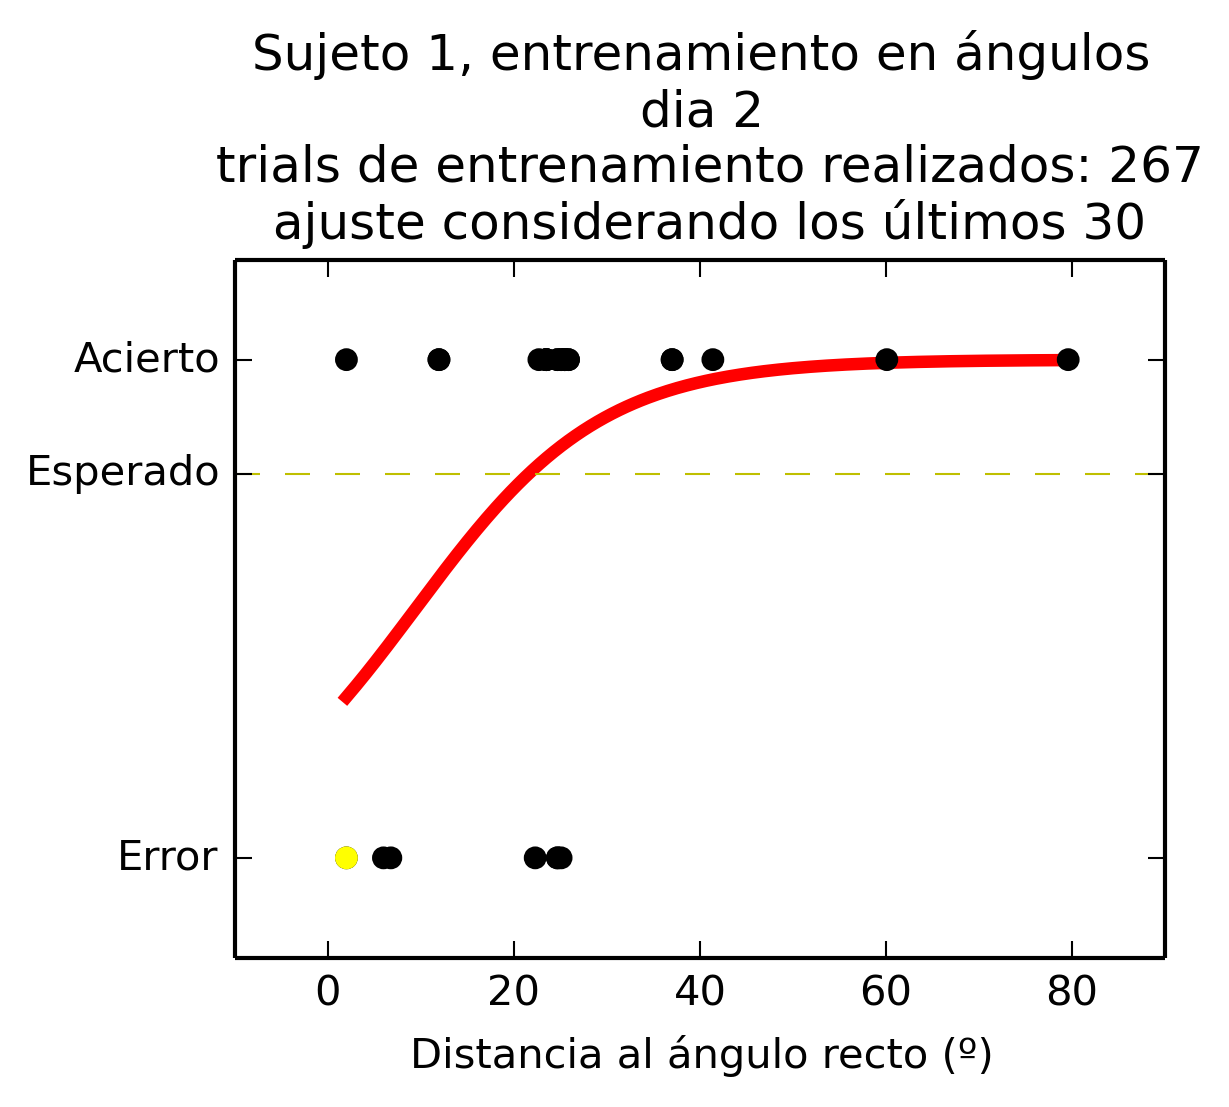 Sujeto 1, entrenamiento en ángulos
dia 2
trials de entrenamiento realizados: 267
ajuste considerando los últimos 30
Acierto
Esperado
Error
0 20 40 60 80
Distancia al ángulo recto (º)